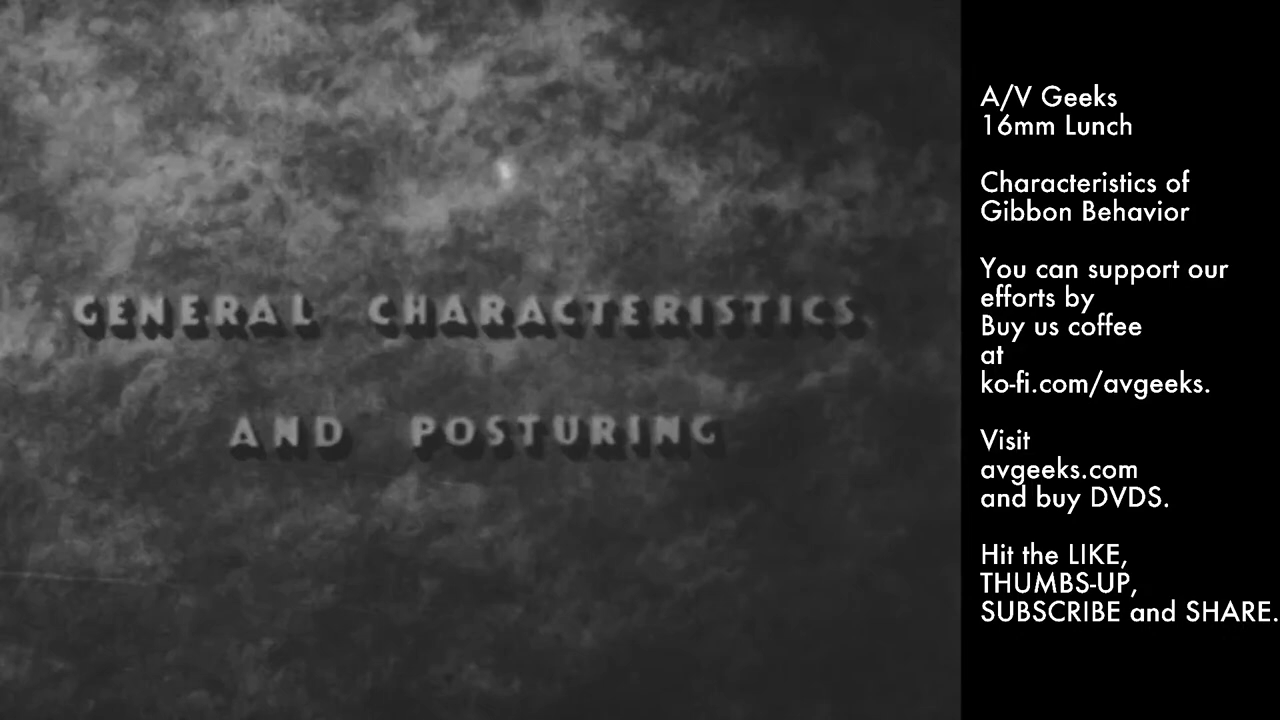 GENERAL CHARACTERISTICS
AND POSTURING
A/V Geeks
16mm Lunch
Characteristics of
Gibbon Behavior
You can support our
efforts by
Buy us coffee
at
ko-fi.com/avgeeks.
Visit
avgeeks.com
and buy DVDS.
Hit the LIKE,
THUMBS-UP,
SUBSCRIBE and SHARE.